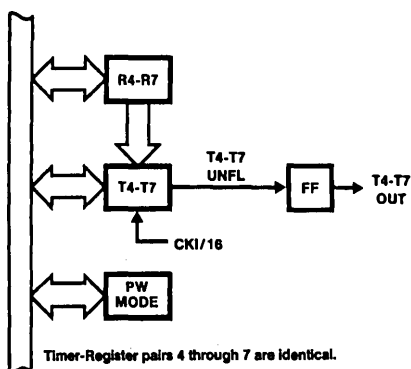 R4-R7
T4-T7
T4-T7
UNFL
FF
T4-T7
OUT
CKI/16
PW
MODE
Timer-Register pairs 4 through 7 are identical.